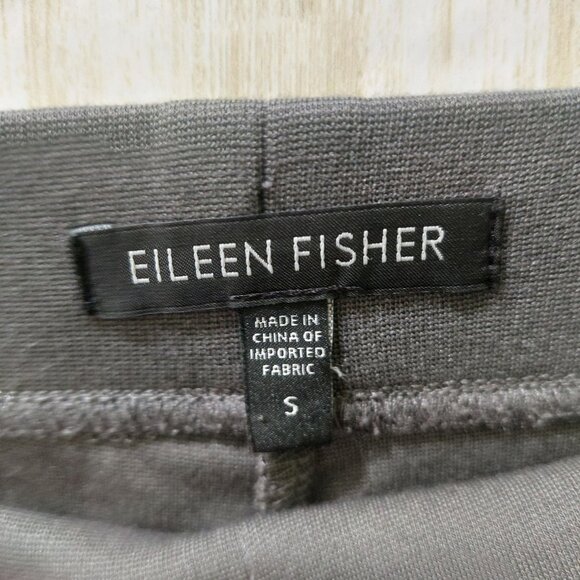 EILEEN FISHER
MADE IN
CHINA OF
IMPORTED
FABRIC
S